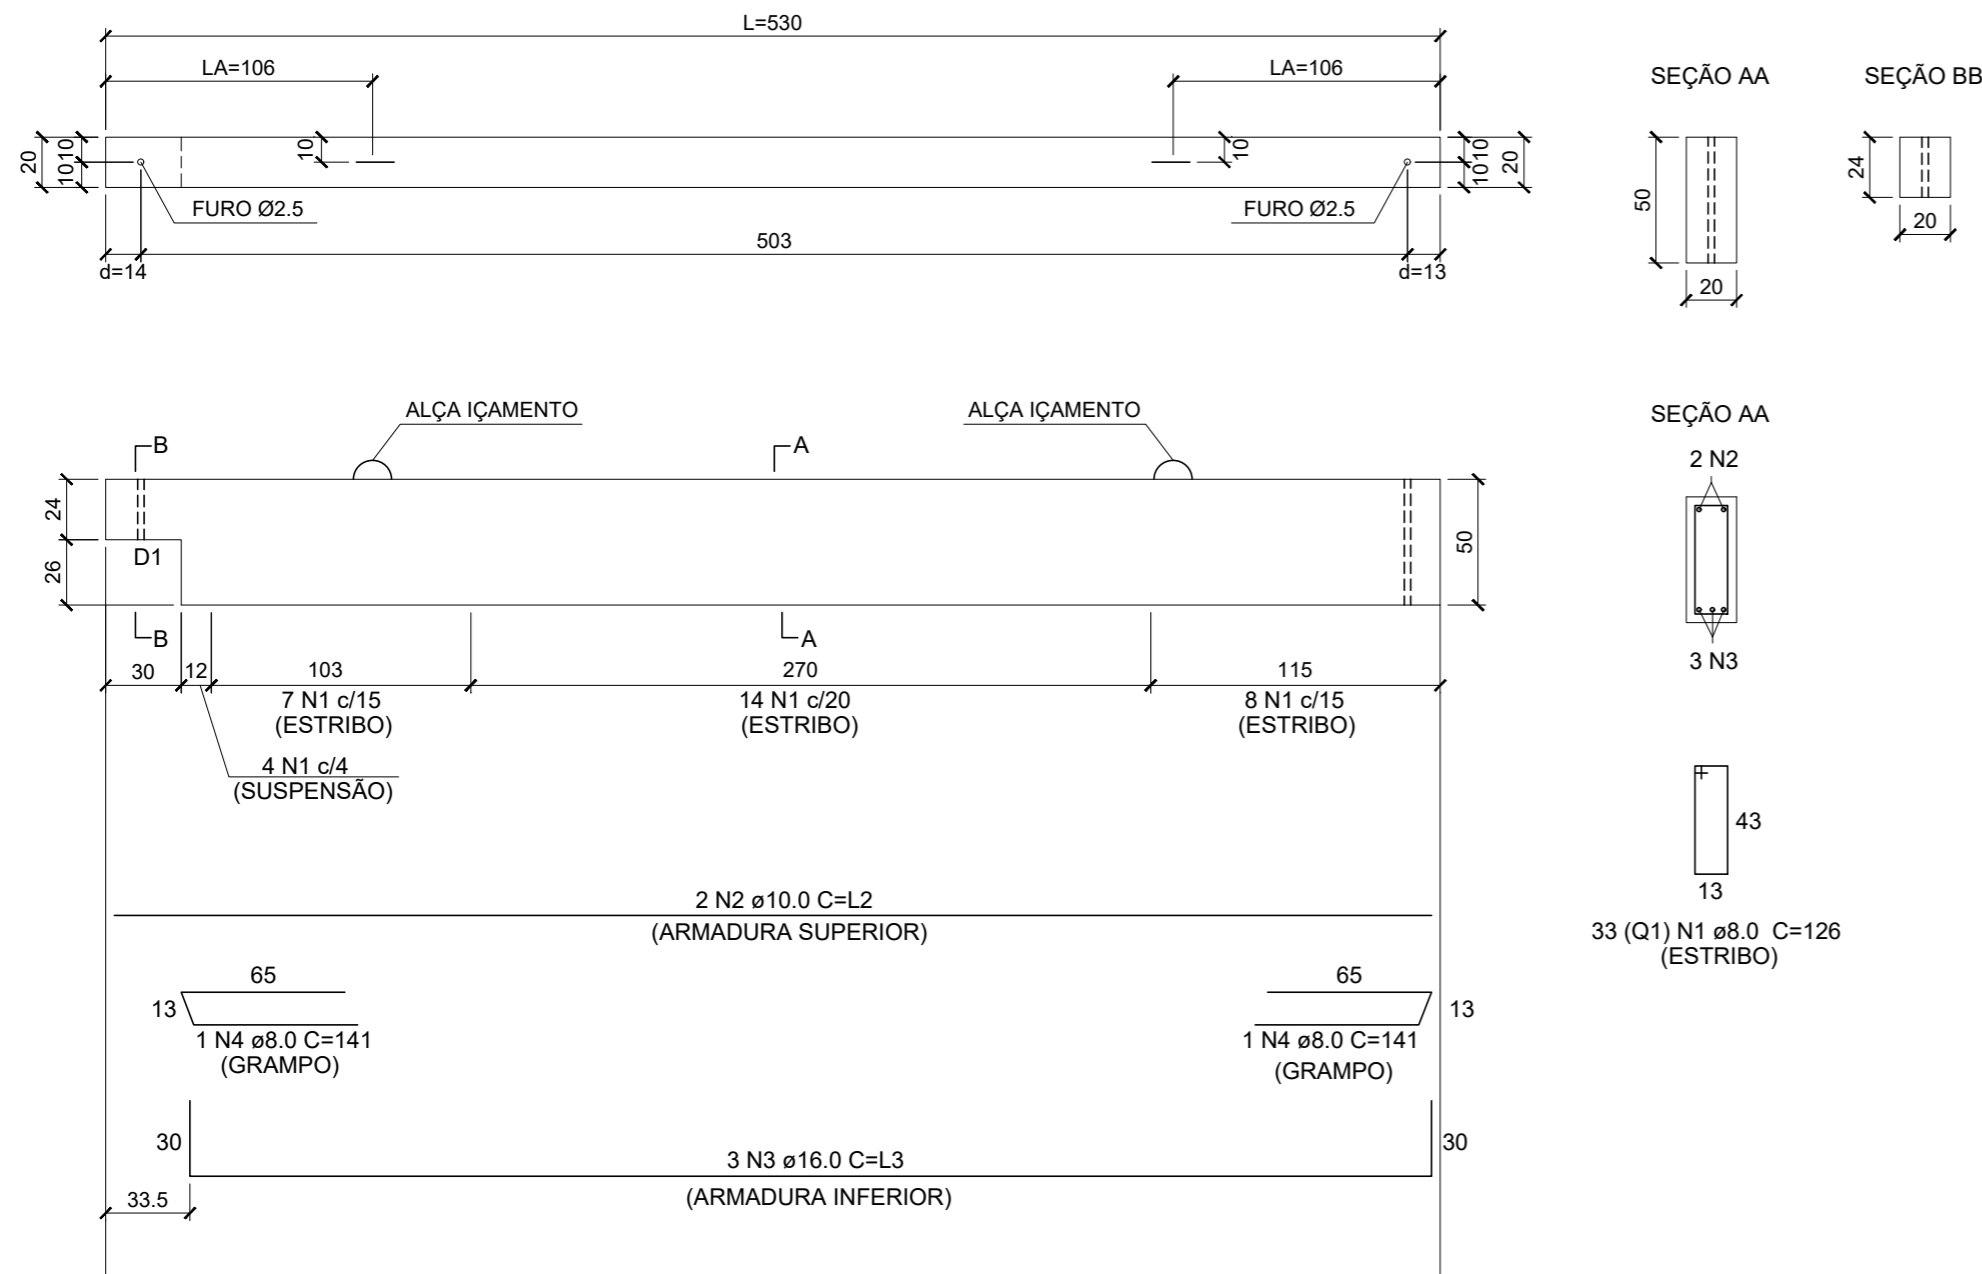 L=530
LA=106
LA=106
SEÇÃO AA
SEÇÃO BB
20
10
10
10
10
10
10
20
50
24
FURO Ø2.5
FURO Ø2.5
20
503
d=14
d=13
20
ALÇA IÇAMENTO
ALÇA IÇAMENTO
SEÇÃO AA
B
A
2 N2
24
D1
50
26
B
A
3 N3
30
12
103
270
115
7 N1 c/15
(ESTRIBO)
14 N1 c/20
(ESTRIBO)
8 N1 c/15
(ESTRIBO)
4 N1 c/4
(SUSPENSÃO)
43
13
2 N2 ø10.0 C=L2
(ARMADURA SUPERIOR)
33 (Q1) N1 ø8.0 C=126
(ESTRIBO)
65
65
13
13
1 N4 ø8.0 C=141
(GRAMPO)
1 N4 ø8.0 C=141
(GRAMPO)
30
30
3 N3 ø16.0 C=L3
(ARMADURA INFERIOR)
33.5